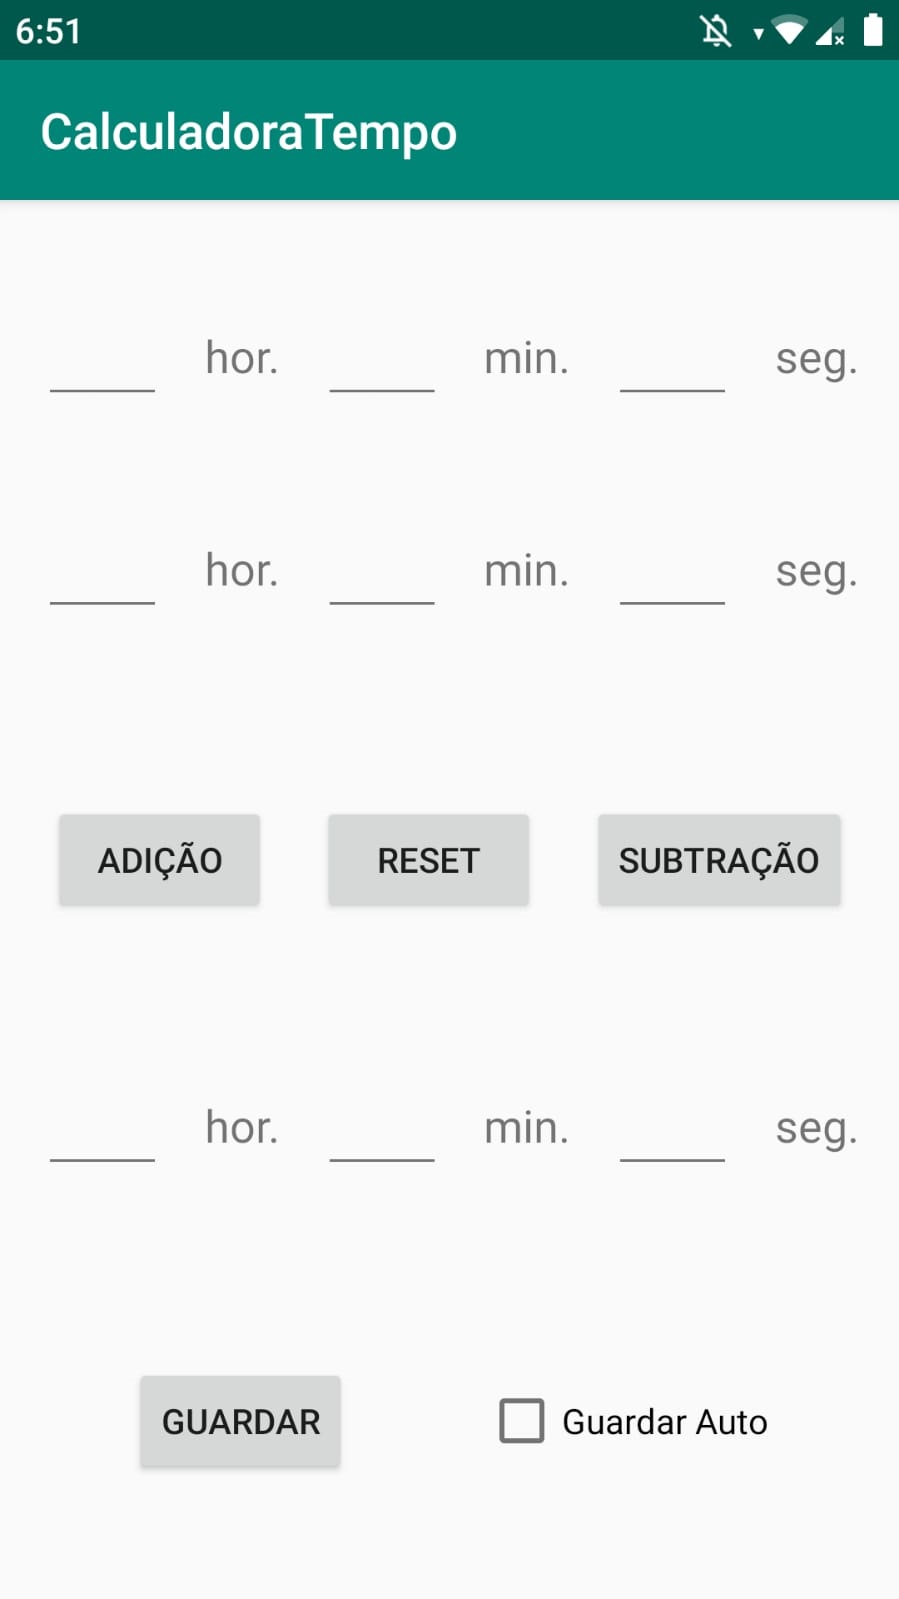 6:51
CalculadoraTempo
hor. min. seg.
hor. min. seg.
ADIÇÃO RESET SUBTRAÇÃO
hor. min. seg.
GUARDAR Guardar Auto